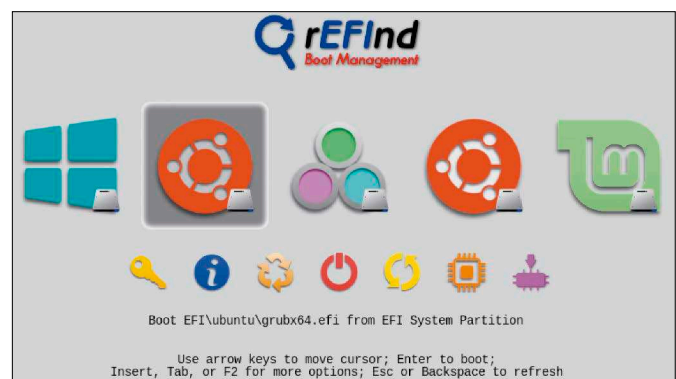 rEFInd
Boot Management
Boot EFI\ubuntu\grubx64.efi from EFI System Partition
Use arrow keys to move cursor; Enter to boot;
Insert, Tab, or F2 for more options; Esc or Backspace to refresh